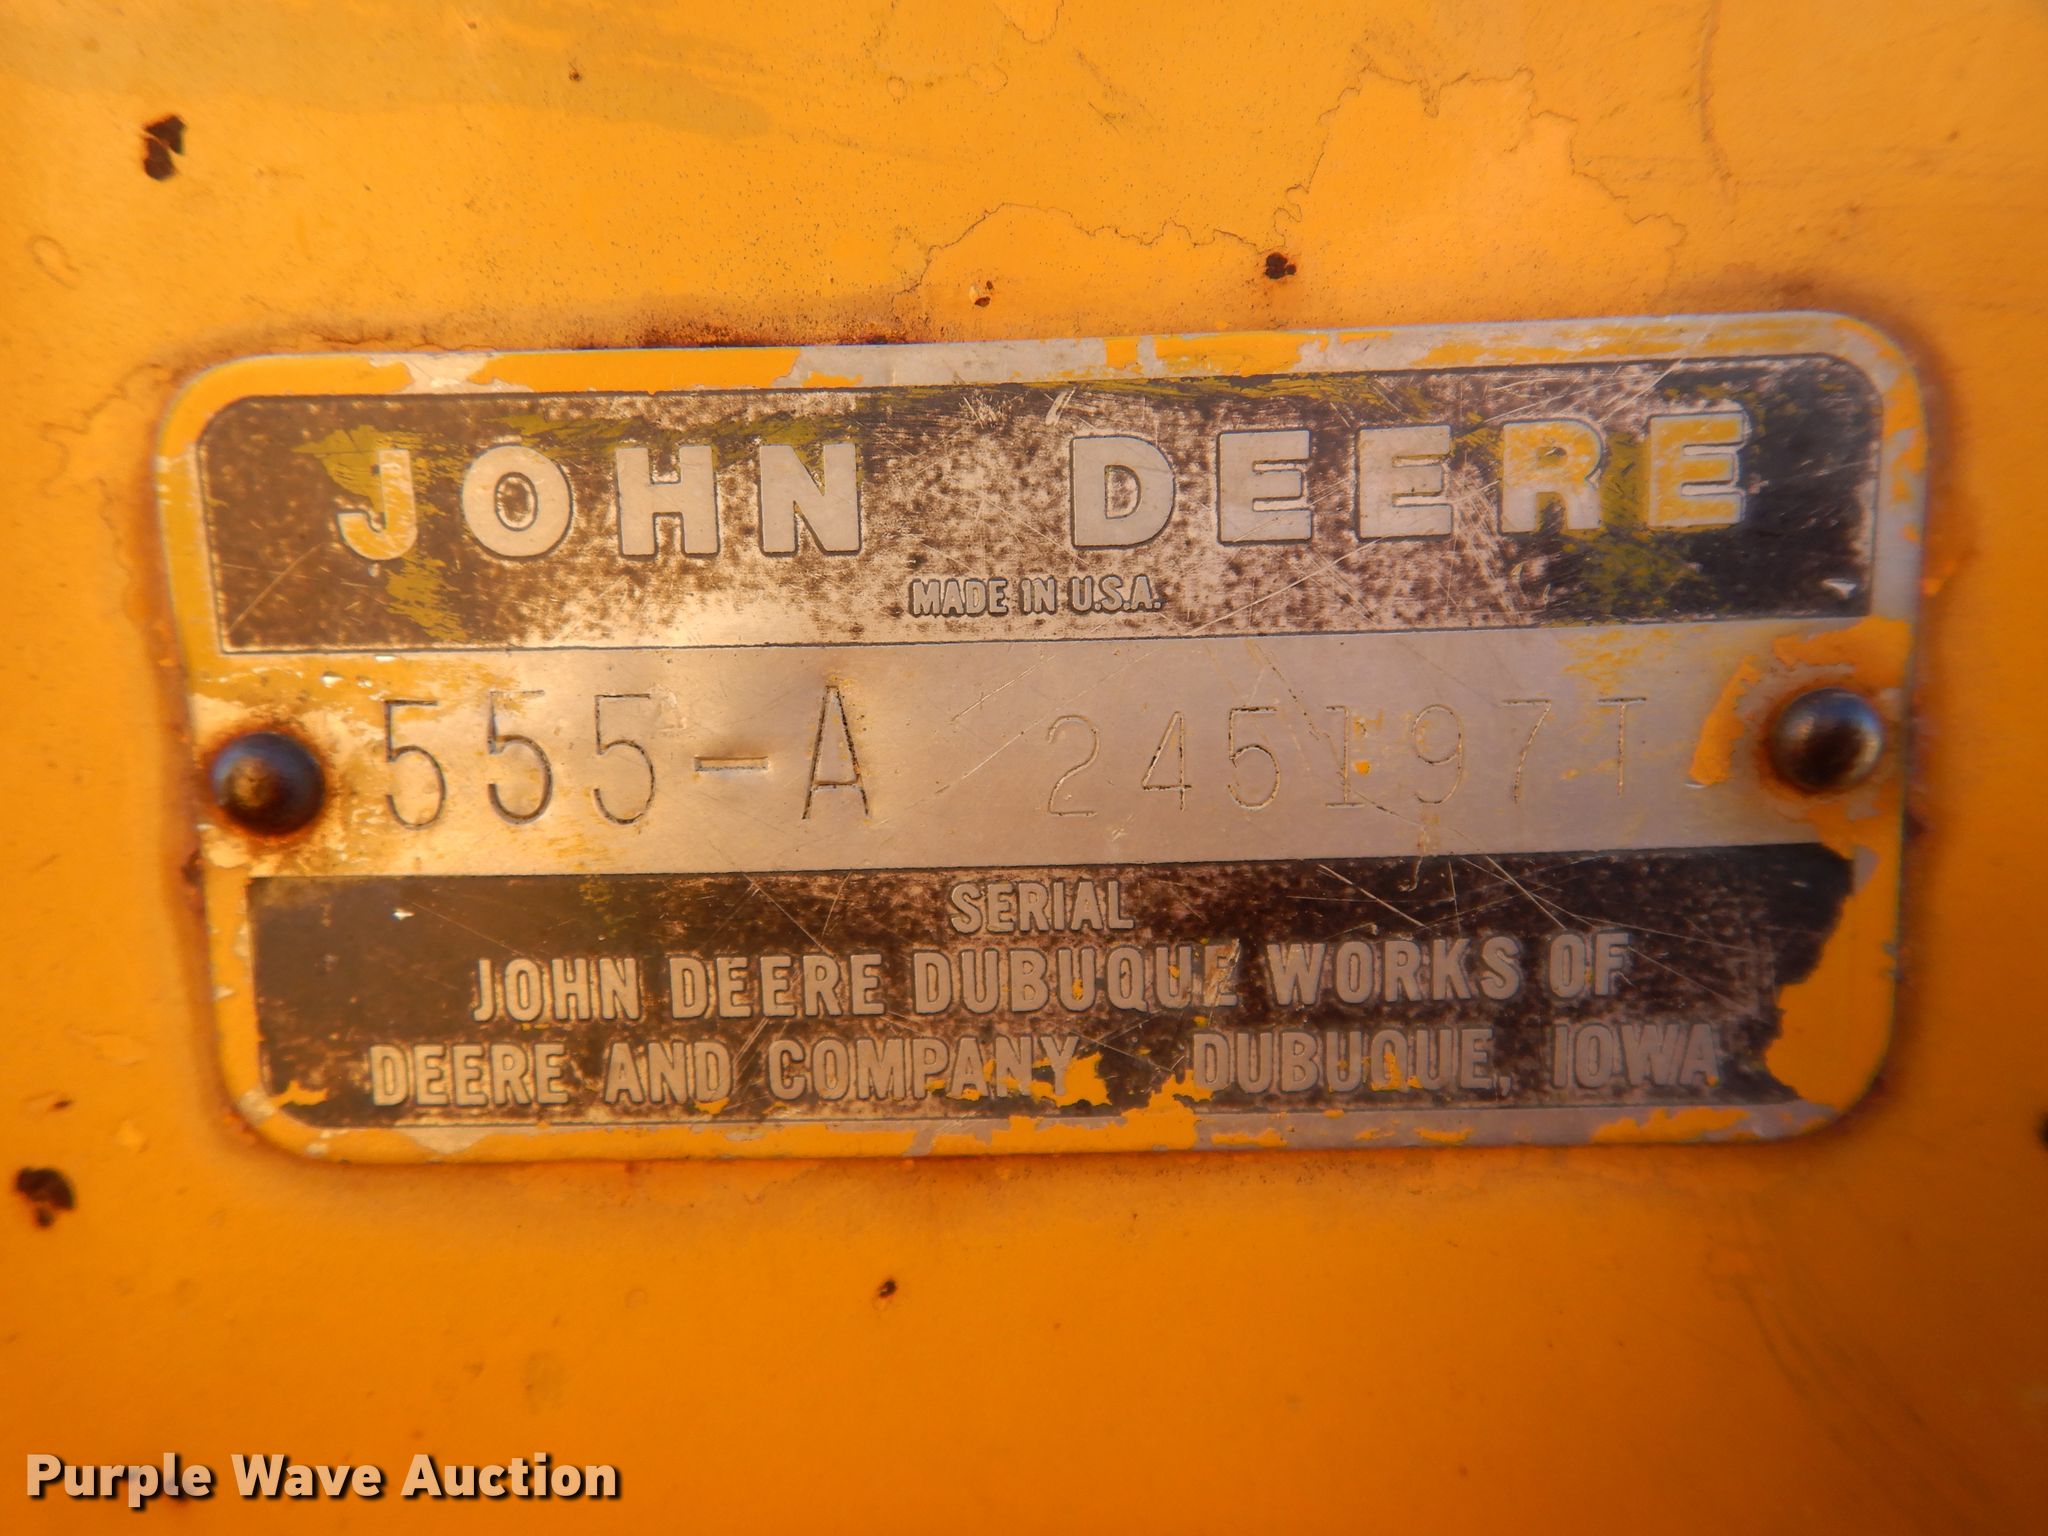 JOHN DEERE
MADE IN U.S.A.
555-A 245197T
SERIAL
JOHN DEERE DUBUQUE WORKS OF
DEERE AND COMPANY DUBUQUE, IOWA
Purple Wave Auction